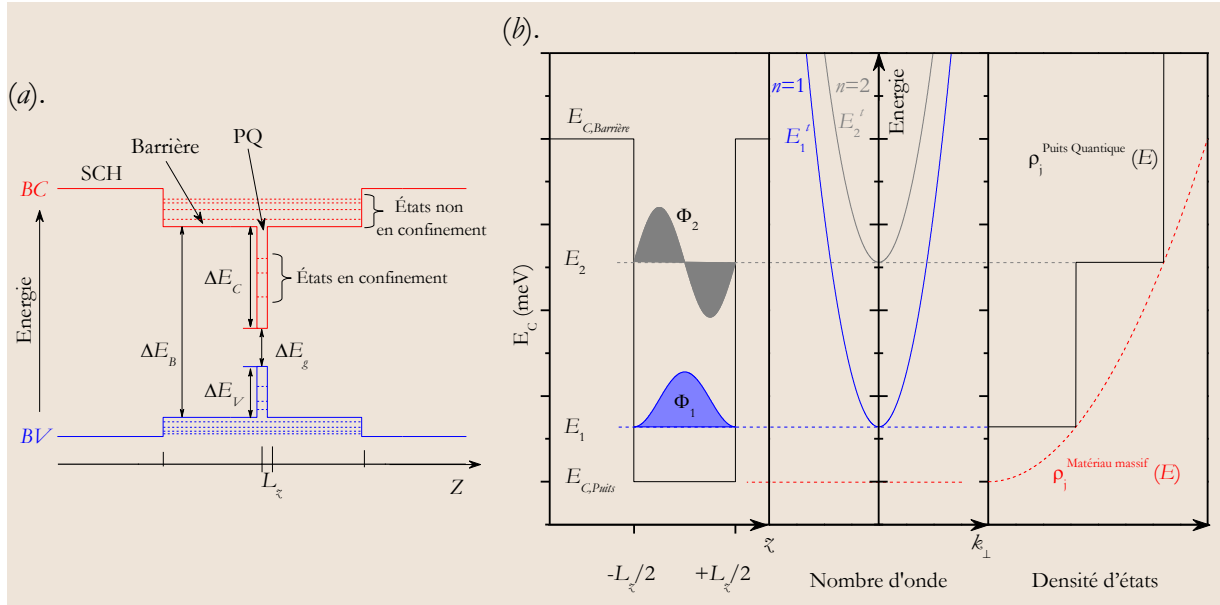 (a).
BC
SCH
Barrière
PQ
États non
en confinement
ΔE_C
États en confinement
Energie
ΔE_B
ΔE_g
ΔE_V
BV
L_z
Z
(b).
E_C (meV)
E_{C,Barrière}
E_2
E_1
E_{C,Puits}
Φ_2
Φ_1
-L_z/2
+L_z/2
z
n=1
n=2
E_1^t
E_2^t
Energie
k_⊥
Nombre d'onde
ρ_j^{Puits Quantique} (E)
ρ_j^{Matériau massif} (E)
Densité d’états